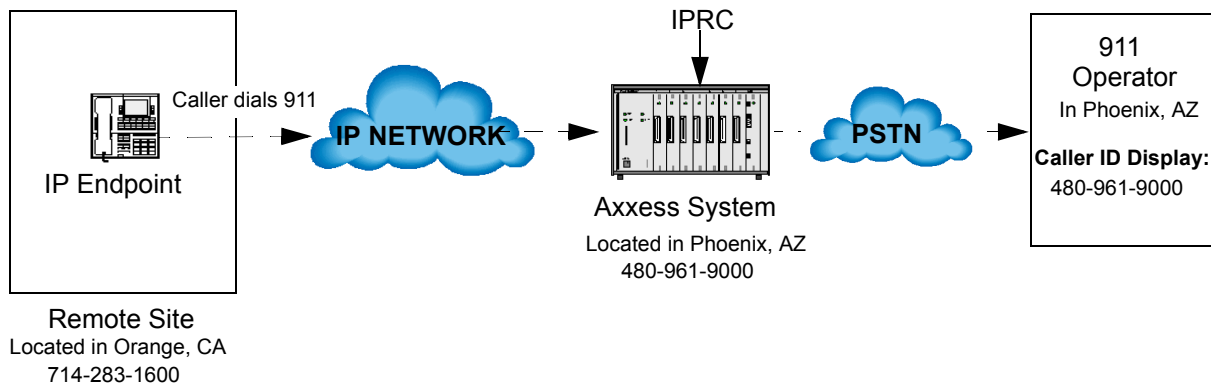 IPRC
Caller dials 911
IP Endpoint
IP NETWORK
Axxess System
Located in Phoenix, AZ
480-961-9000
PSTN
911
Operator
In Phoenix, AZ
Caller ID Display:
480-961-9000
Remote Site
Located in Orange, CA
714-283-1600